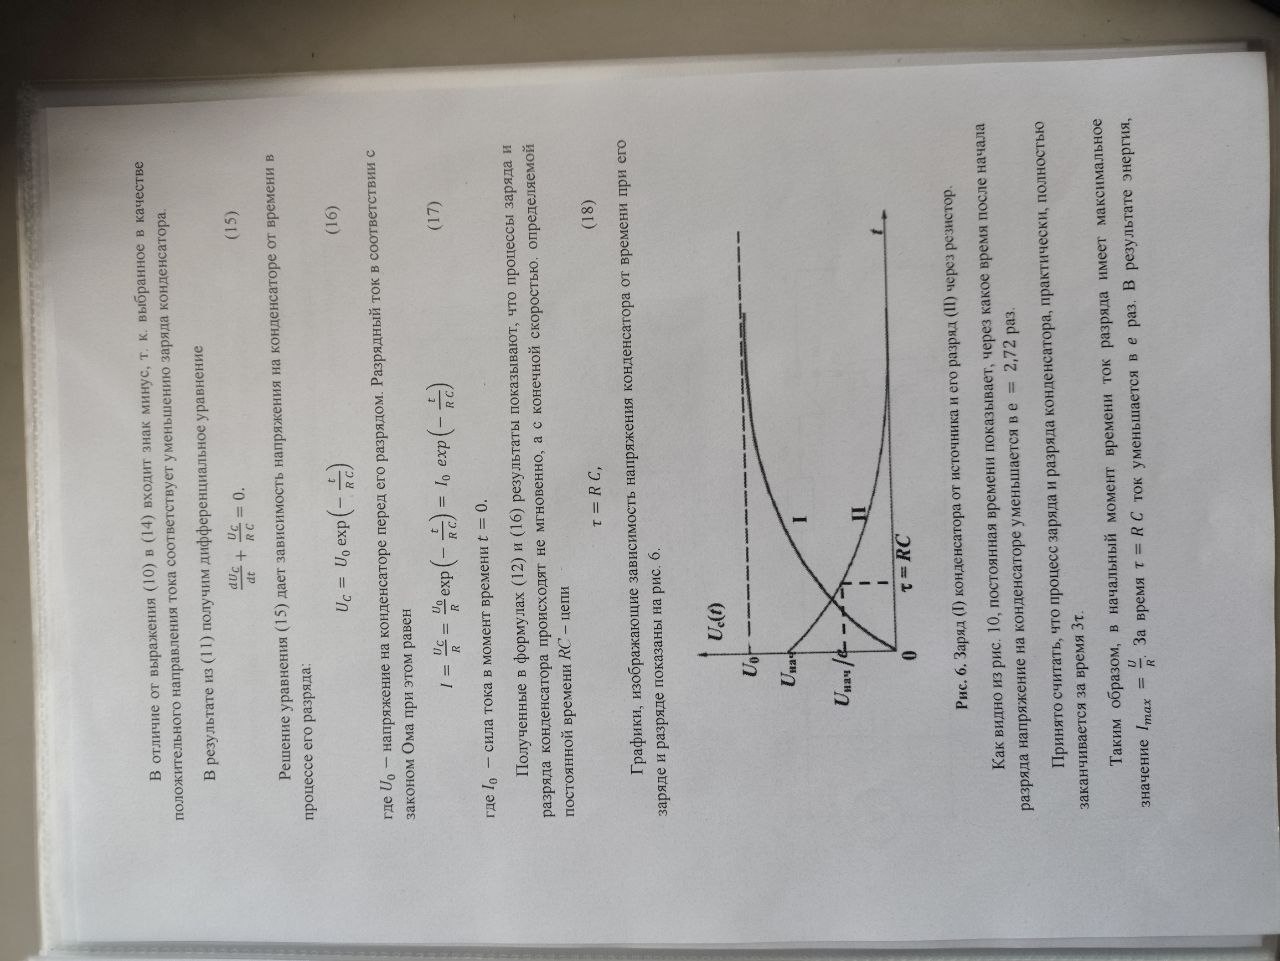 В отличие от выражения (10) в (14) входит знак минус, т. к. выбранное в качестве
положительного направления тока соответствует уменьшению заряда конденсатора.
В результате из (11) получим дифференциальное уравнение
dU_C/dt + U_C/RC = 0. (15)
Решение уравнения (15) дает зависимость напряжения на конденсаторе от времени в
процессе его разряда:
U_C = U_0 exp(− t/RC) (16)
где U_0 − напряжение на конденсаторе перед его разрядом. Разрядный ток в соответствии с
законом Ома при этом равен
I = U_C/R = U_0/R exp(− t/RC) = I_0 exp(− t/RC) (17)
где I_0 − сила тока в момент времени t = 0.
Полученные в формулах (12) и (16) результаты показывают, что процессы заряда и
разряда конденсатора происходят не мгновенно, а с конечной скоростью. определяемой
постоянной времени RC – цепи
τ = R C, (18)
Графики, изображающие зависимость напряжения конденсатора от времени при его
заряде и разряде показаны на рис. 6.
U_c(t)
U_0
U_нач
U_нач/e
I
II
0
τ = RC
t
Рис. 6. Заряд (I) конденсатора от источника и его разряд (II) через резистор.
Как видно из рис. 10, постоянная времени показывает, через какое время после начала
разряда напряжение на конденсаторе уменьшается в e = 2,72 раз.
Принято считать, что процесс заряда и разряда конденсатора, практически, полностью
заканчивается за время 3τ.
Таким образом, в начальный момент времени ток разряда имеет максимальное
значение I_max = U/R. За время τ = R C ток уменьшается в e раз. В результате энергия,